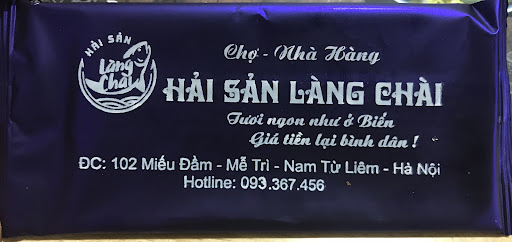 HẢI SẢN
Làng
Chài
Chợ - Nhà Hàng
HẢI SẢN LÀNG CHÀI
Tươi ngon như ở Biển
Giá tiền lại bình dân !
ĐC: 102 Miếu Đầm - Mễ Trì - Nam Từ Liêm - Hà Nội
Hotline: 093.367.456